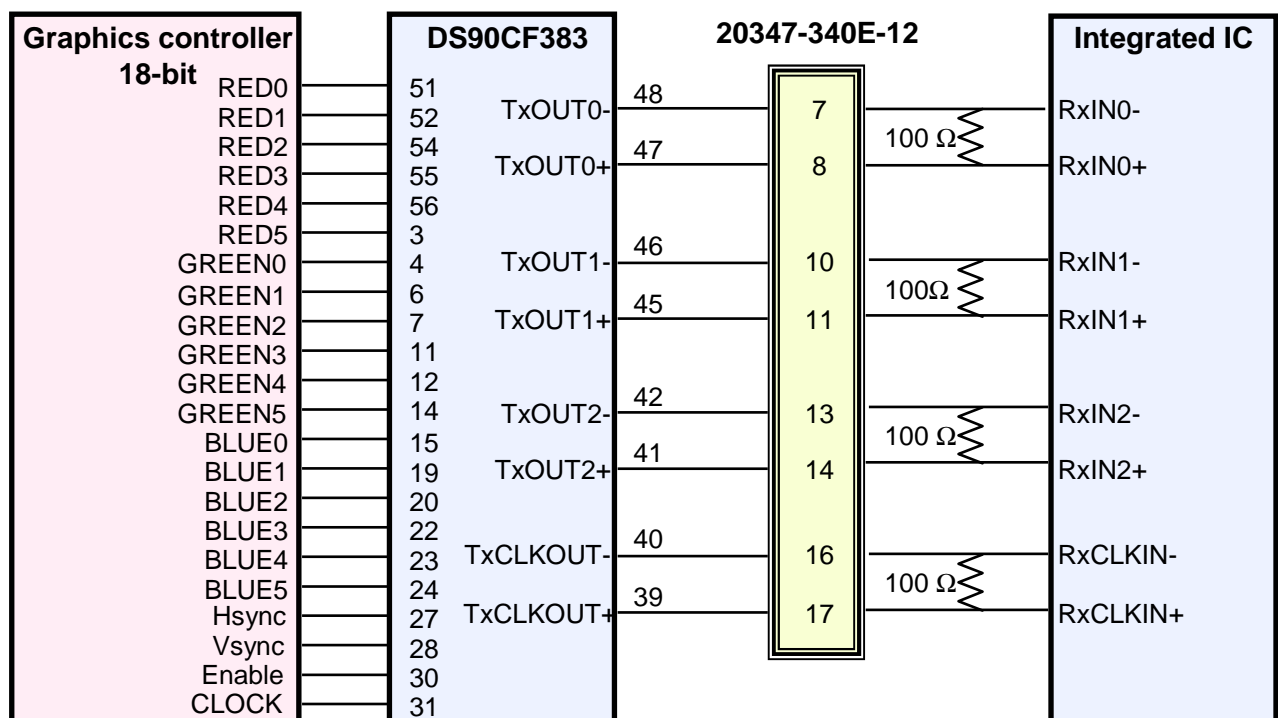 Graphics controller
18-bit
RED0
RED1
RED2
RED3
RED4
RED5
GREEN0
GREEN1
GREEN2
GREEN3
GREEN4
GREEN5
BLUE0
BLUE1
BLUE2
BLUE3
BLUE4
BLUE5
Hsync
Vsync
Enable
CLOCK
DS90CF383
51
52
54
55
56
3
4
6
7
11
12
14
15
19
20
22
23
24
27
28
30
31
TxOUT0-
TxOUT0+
TxOUT1-
TxOUT1+
TxOUT2-
TxOUT2+
TxCLKOUT-
TxCLKOUT+
48
47
46
45
42
41
40
39
20347-340E-12
7
8
10
11
13
14
16
17
100 Ω
100Ω
100 Ω
100 Ω
Integrated IC
RxIN0-
RxIN0+
RxIN1-
RxIN1+
RxIN2-
RxIN2+
RxCLKIN-
RxCLKIN+